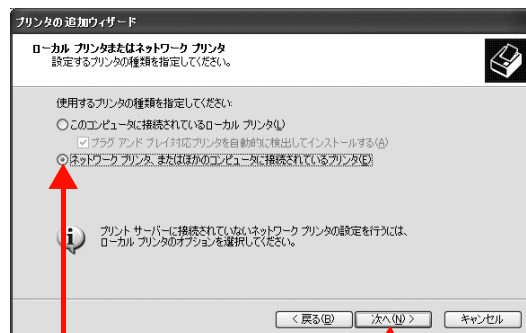 プリンタの追加ウィザード
ローカル プリンタまたはネットワーク プリンタ
設定するプリンタの種類を指定してください。
使用するプリンタの種類を指定してください:
このコンピュータに接続されているローカル プリンタ(L)
プラグ アンド プレイ対応プリンタを自動的に検出してインストールする(A)
ネットワーク プリンタ、またはほかのコンピュータに接続されているプリンタ(E)
プリント サーバーに接続されていないネットワーク プリンタの設定を行うには、
ローカル プリンタのオプションを選択してください。
< 戻る(B) 次へ(N) > キャンセル